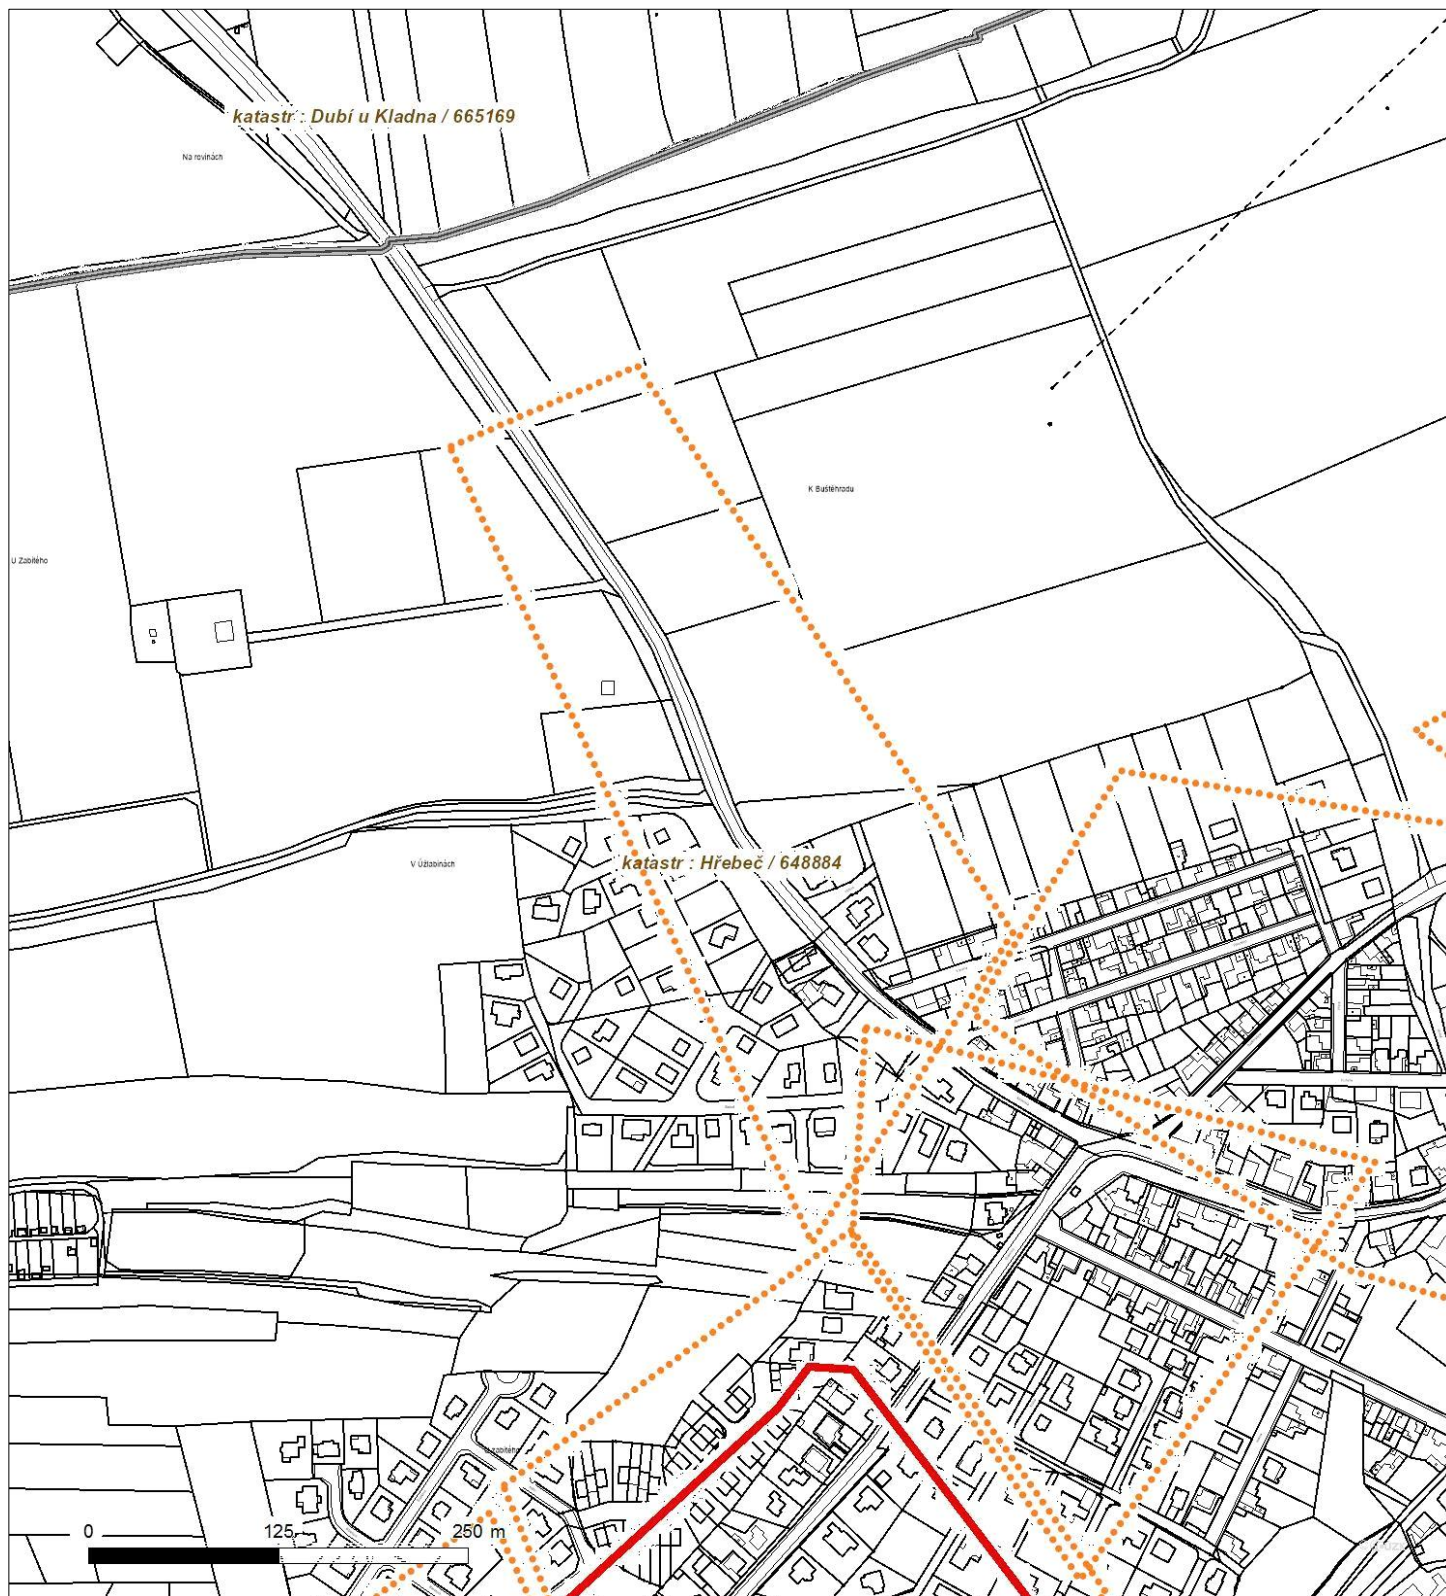 katastr : Dubí u Kladna / 665169
Na rovinách
K Buštěhradu
U Zabitého
V Úžlabinách
katastr : Hřebeč / 648884
U zabitého
0 125 250 m